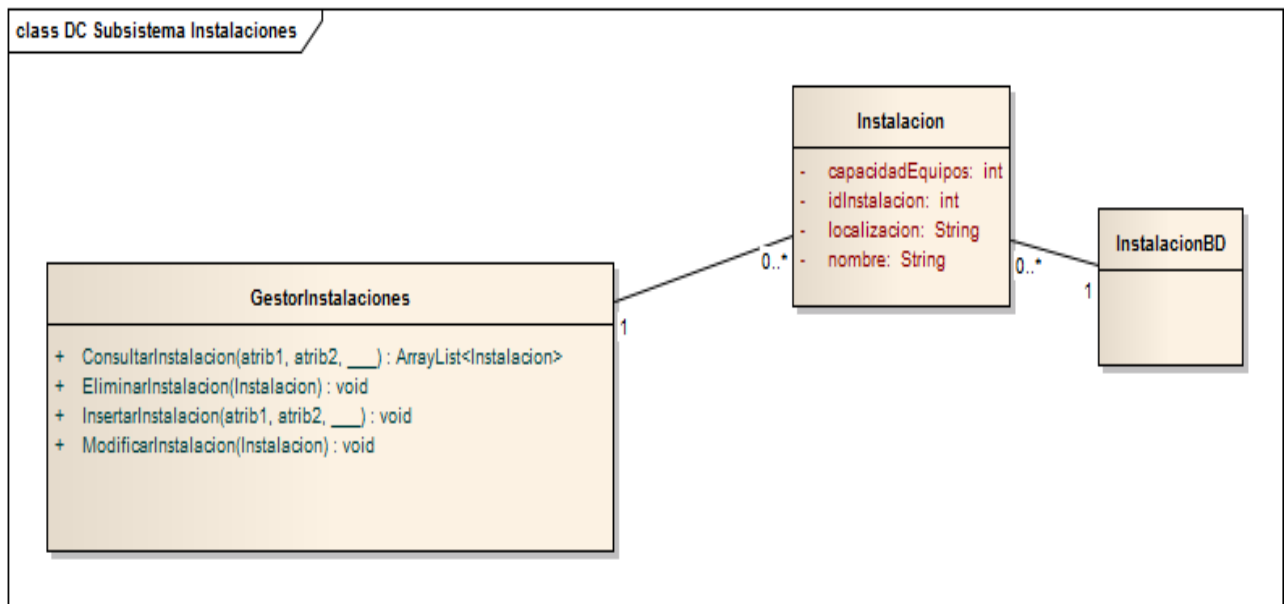 class DC Subsistema Instalaciones
Instalacion
- capacidadEquipos: int
- idInstalacion: int
- localizacion: String
- nombre: String
0..*
0..*
InstalacionBD
1
GestorInstalaciones
1
+ ConsultarInstalacion(atrib1, atrib2, ___) : ArrayList<Instalacion>
+ EliminarInstalacion(Instalacion) : void
+ InsertarInstalacion(atrib1, atrib2, ___) : void
+ ModificarInstalacion(Instalacion) : void